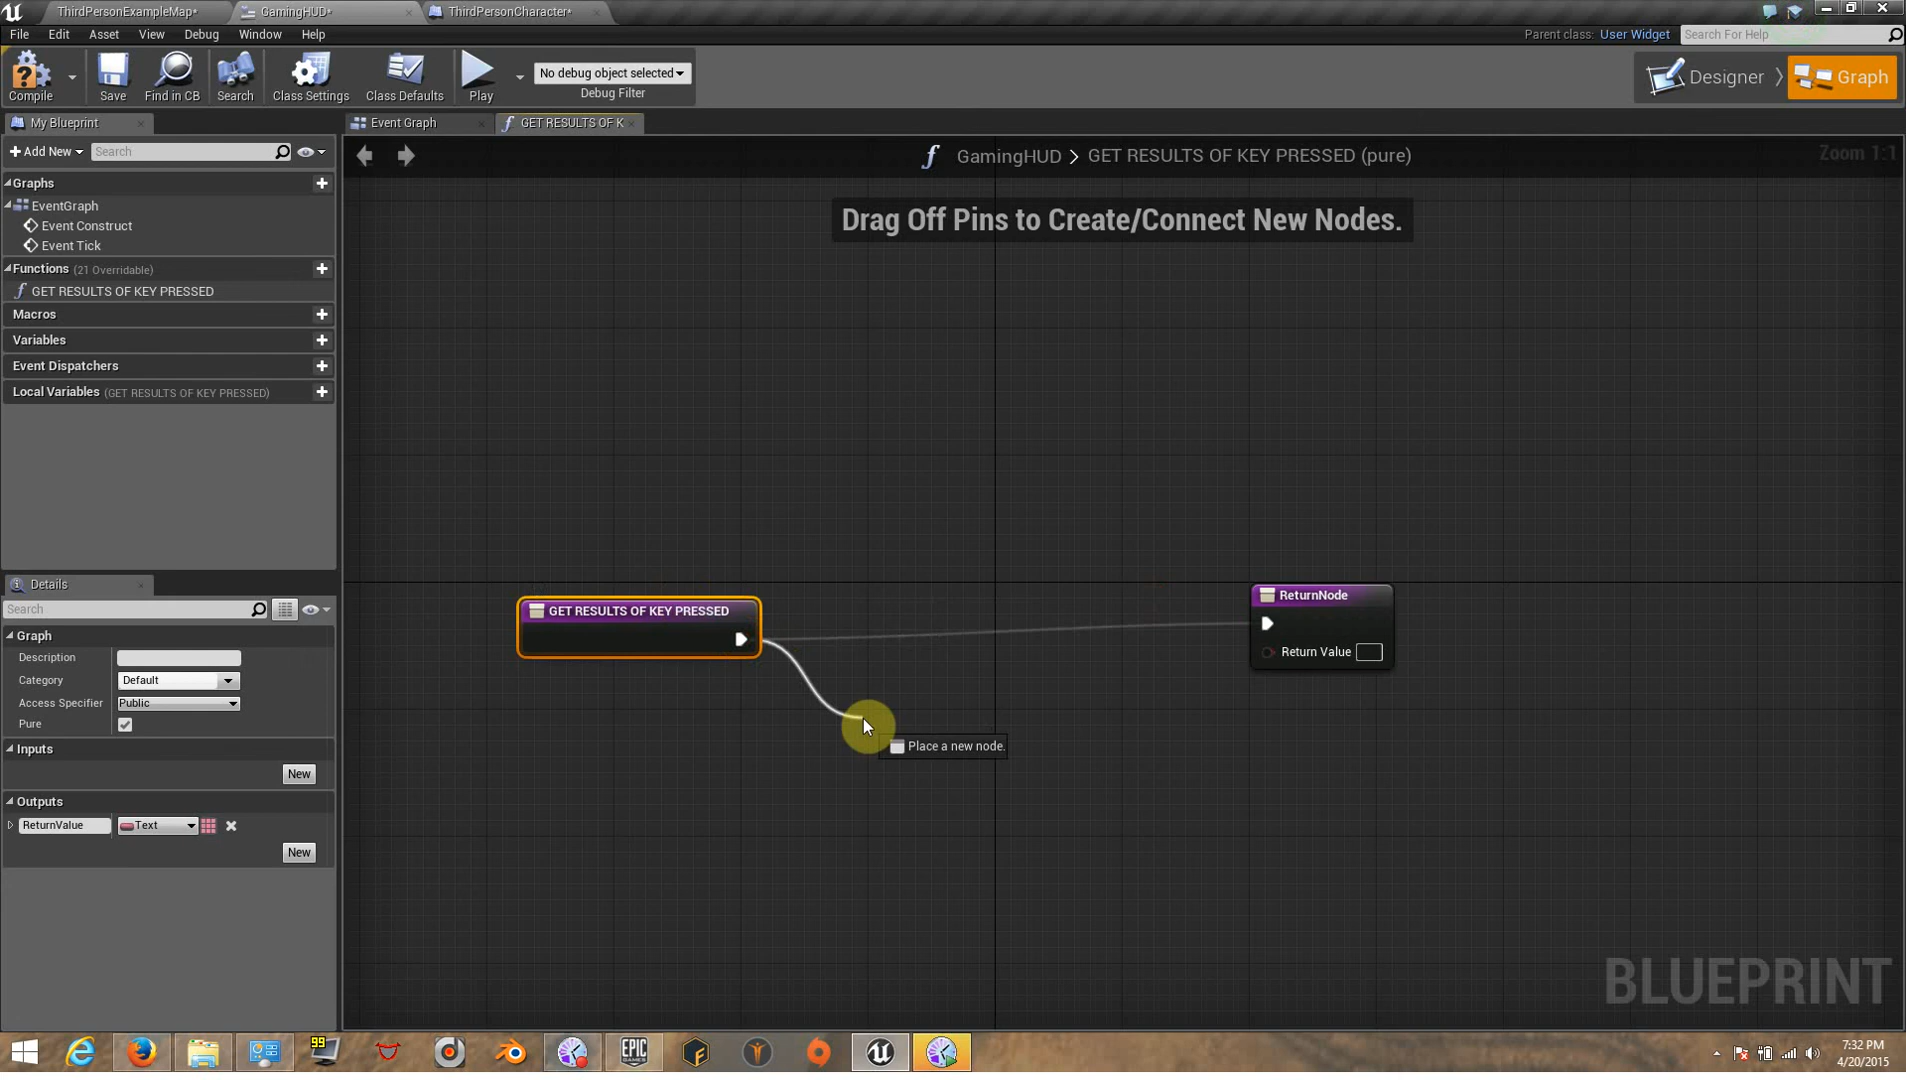 ThirdPersonExampleMap*
GamingHUD*
ThirdPersonCharacter*
File Edit Asset View Debug Window Help
Parent class: User Widget
Search For Help
Compile
Save
Find in CB
Search
Class Settings
Class Defaults
Play
No debug object selected
Debug Filter
Designer
Graph
My Blueprint
Event Graph
GET RESULTS OF K
Add New
Search
GamingHUD > GET RESULTS OF KEY PRESSED (pure)
Zoom 1:1
Graphs
EventGraph
Event Construct
Event Tick
Functions (21 Overridable)
GET RESULTS OF KEY PRESSED
Macros
Variables
Event Dispatchers
Local Variables (GET RESULTS OF KEY PRESSED)
Drag Off Pins to Create/Connect New Nodes.
GET RESULTS OF KEY PRESSED
ReturnNode
Return Value
Place a new node.
Details
Search
Graph
Description
Category Default
Access Specifier Public
Pure
Inputs
New
Outputs
ReturnValue Text
New
BLUEPRINT
99
EPIC
GAMES
7:32 PM
4/20/2015